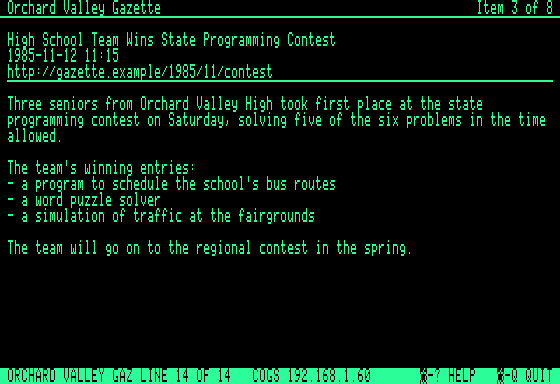 Orchard Valley Gazette Item 3 of 8
High School Team Wins State Programming Contest
1985-11-12 11:15
http://gazette.example/1985/11/contest
Three seniors from Orchard Valley High took first place at the state
programming contest on Saturday, solving five of the six problems in the time
allowed.
The team's winning entries:
- a program to schedule the school's bus routes
- a word puzzle solver
- a simulation of traffic at the fairgrounds
The team will go on to the regional contest in the spring.
ORCHARD VALLEY GAZ LINE 14 OF 14 COGS 192.168.1.60 ⌘-? HELP ⌘-Q QUIT